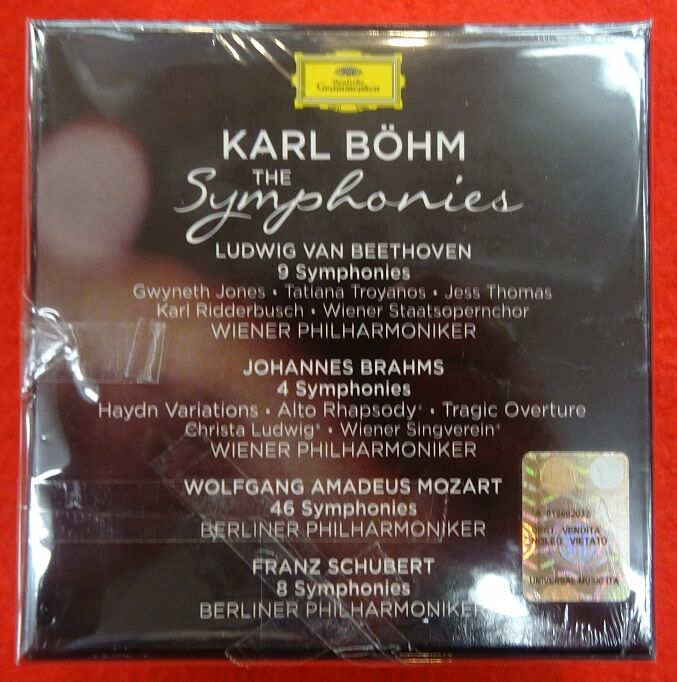 Deutsche
Grammophon
KARL BÖHM
THE
Symphonies
LUDWIG VAN BEETHOVEN
9 Symphonies
Gwyneth Jones • Tatiana Troyanos • Jess Thomas
Karl Ridderbusch • Wiener Staatsopernchor
WIENER PHILHARMONIKER
JOHANNES BRAHMS
4 Symphonies
Haydn Variations • Alto Rhapsody* • Tragic Overture
Christa Ludwig* • Wiener Singverein*
WIENER PHILHARMONIKER
WOLFGANG AMADEUS MOZART
46 Symphonies
BERLINER PHILHARMONIKER
FRANZ SCHUBERT
8 Symphonies
BERLINER PHILHARMONIKER
VENDITA
NOLEG. VIETATO
UNIVERSAL MUSIC ITA